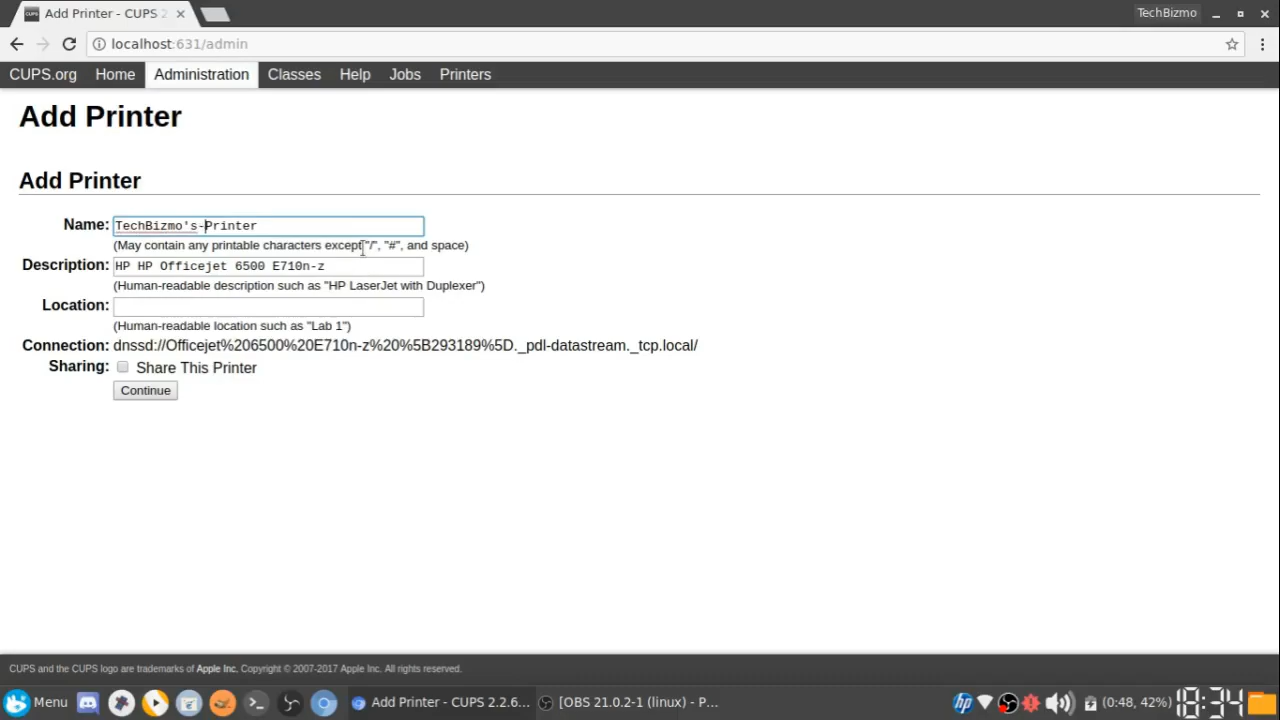 Add Printer - CUPS 2
TechBizmo
localhost:631/admin
CUPS.org Home Administration Classes Help Jobs Printers
Add Printer
Add Printer
Name: TechBizmo's-Printer
(May contain any printable characters except "/", "#", and space)
Description: HP HP Officejet 6500 E710n-z
(Human-readable description such as "HP LaserJet with Duplexer")
Location:
(Human-readable location such as "Lab 1")
Connection: dnssd://Officejet%206500%20E710n-z%20%5B293189%5D._pdl-datastream._tcp.local/
Sharing: Share This Printer
Continue
CUPS and the CUPS logo are trademarks of Apple Inc. Copyright © 2007-2017 Apple Inc. All rights reserved.
Menu Add Printer - CUPS 2.2.6... [OBS 21.0.2-1 (linux) - P... hp (0:48, 42%) 18:34